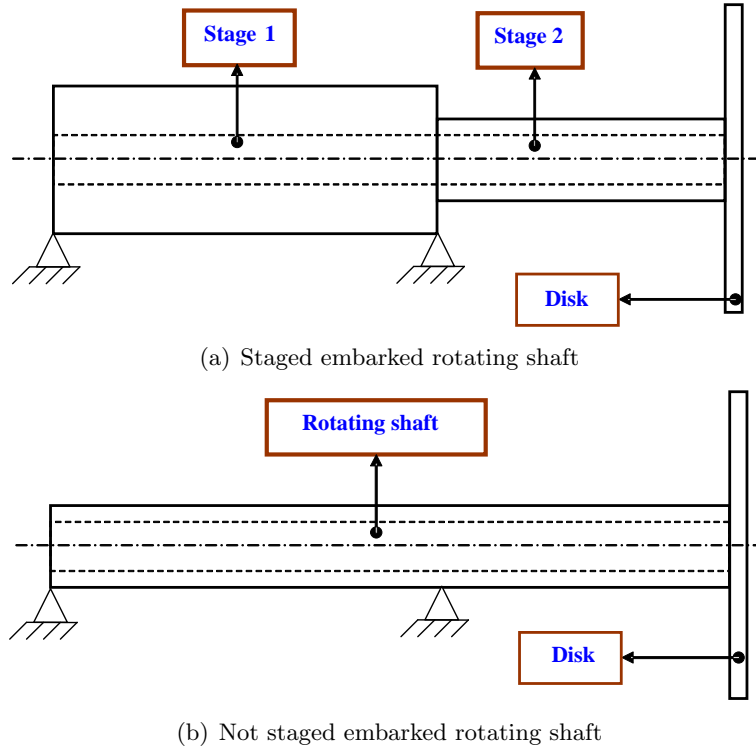 Stage 1
Stage 2
Disk
(a) Staged embarked rotating shaft
Rotating shaft
Disk
(b) Not staged embarked rotating shaft